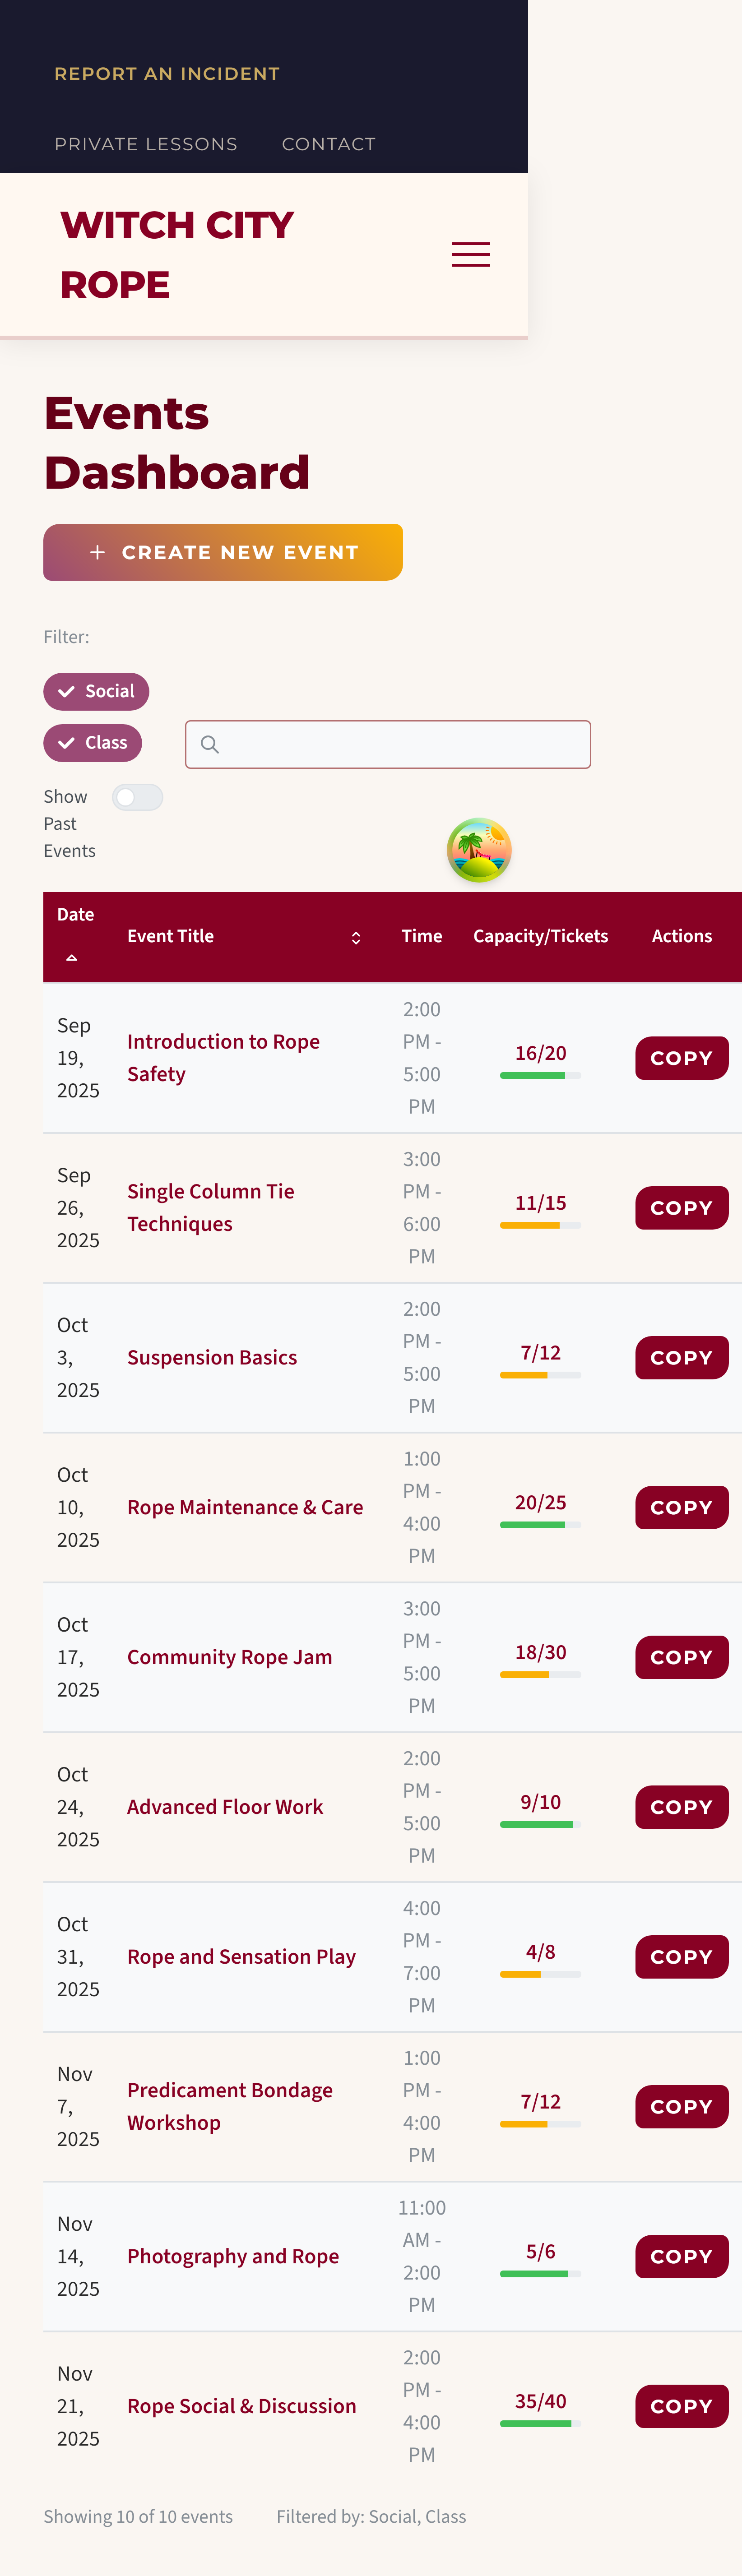 REPORT AN INCIDENT
PRIVATE LESSONS CONTACT
WITCH CITY
ROPE
Events
Dashboard
+ CREATE NEW EVENT
Filter:
Social
Class
Show
Past
Events
Date Event Title Time Capacity/Tickets Actions
Sep
19,
2025
Introduction to Rope
Safety
2:00
PM -
5:00
PM
16/20
COPY
Sep
26,
2025
Single Column Tie
Techniques
3:00
PM -
6:00
PM
11/15
COPY
Oct
3,
2025
Suspension Basics
2:00
PM -
5:00
PM
7/12
COPY
Oct
10,
2025
Rope Maintenance & Care
1:00
PM -
4:00
PM
20/25
COPY
Oct
17,
2025
Community Rope Jam
3:00
PM -
5:00
PM
18/30
COPY
Oct
24,
2025
Advanced Floor Work
2:00
PM -
5:00
PM
9/10
COPY
Oct
31,
2025
Rope and Sensation Play
4:00
PM -
7:00
PM
4/8
COPY
Nov
7,
2025
Predicament Bondage
Workshop
1:00
PM -
4:00
PM
7/12
COPY
Nov
14,
2025
Photography and Rope
11:00
AM -
2:00
PM
5/6
COPY
Nov
21,
2025
Rope Social & Discussion
2:00
PM -
4:00
PM
35/40
COPY
Showing 10 of 10 events Filtered by: Social, Class